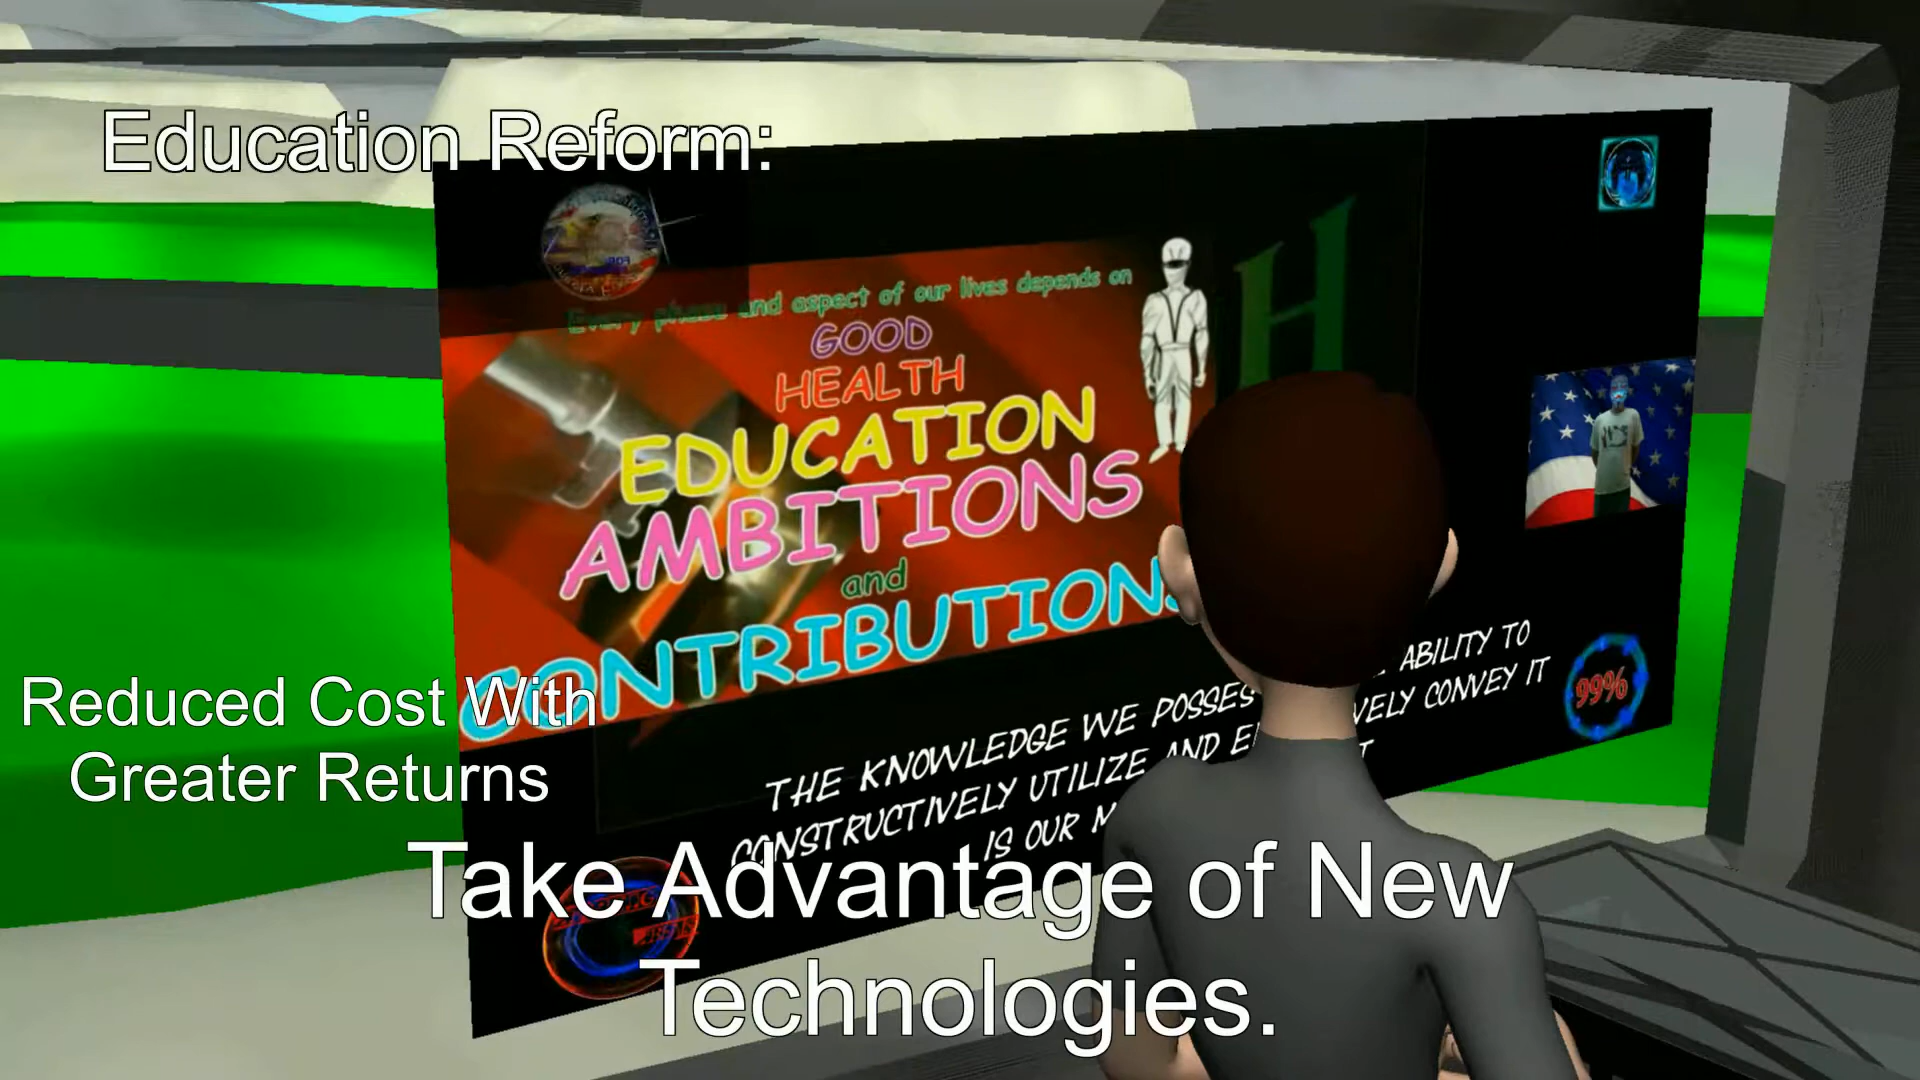 Education Reform:
Every phase and aspect of our lives depends on
GOOD
HEALTH
EDUCATION
AMBITIONS
and
CONTRIBUTIONS
H
THE KNOWLEDGE WE POSSES ABILITY TO
CONSTRUCTIVELY UTILIZE AND CONVEY IT
IS OUR
99%
Reduced Cost With
Greater Returns
Take Advantage of New
Technologies.